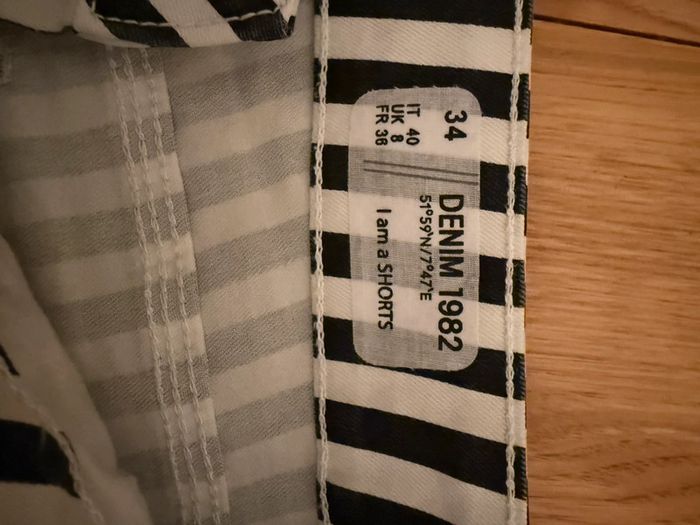 34
IT 40
UK 8
FR 36
DENIM 1982
51°59'N/7°47'E
I am a SHORTS